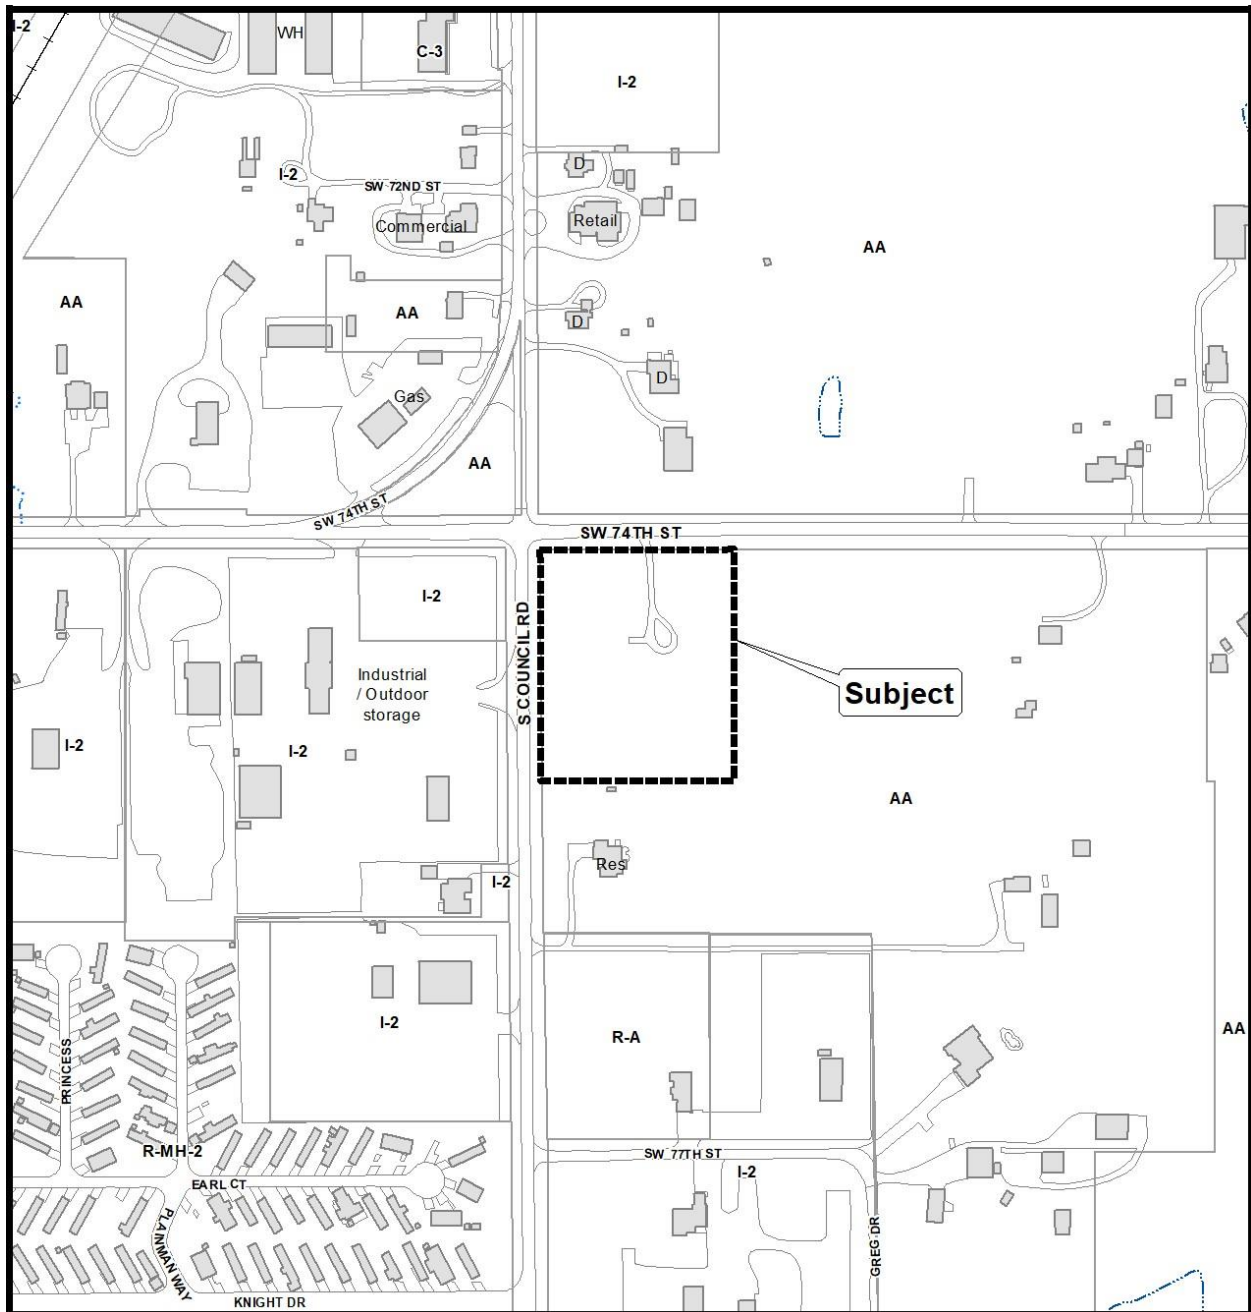 I-2
WH
C-3
I-2
D
I-2
SW 72ND ST
Commercial
Retail
AA
AA
AA
D
D
Gas
AA
SW 74TH ST
SW 74TH ST
I-2
S COUNCIL RD
Industrial
/ Outdoor
storage
Subject
I-2
I-2
AA
Res
I-2
I-2
R-A
AA
PRINCESS
R-MH-2
SW 77TH ST
I-2
EARL CT
PLAINMAN WAY
GREG DR
KNIGHT DR